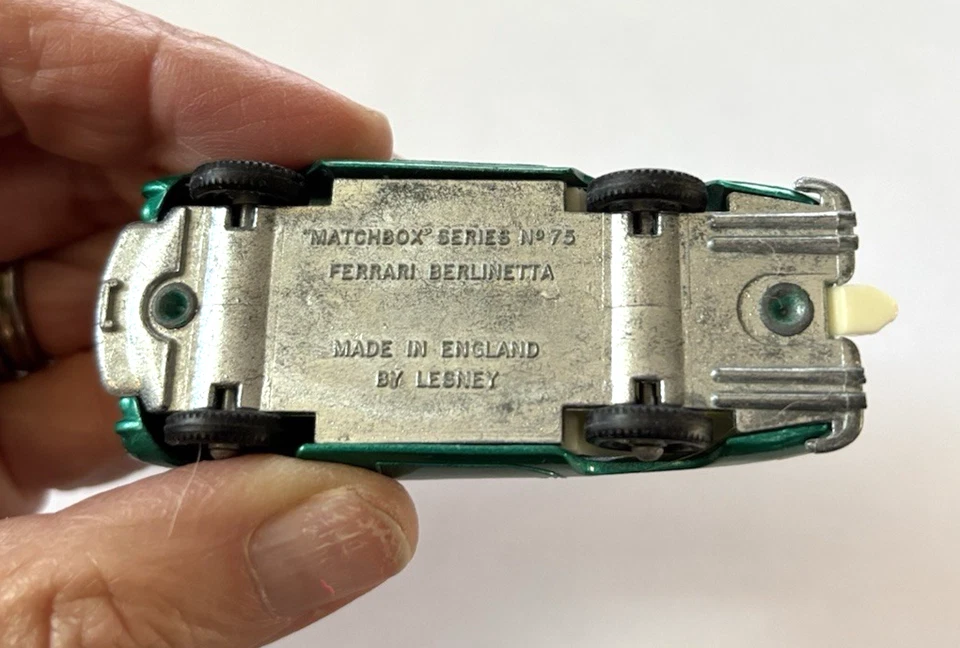 "MATCHBOX" SERIES Nº 75
FERRARI BERLINETTA
MADE IN ENGLAND
BY LESNEY